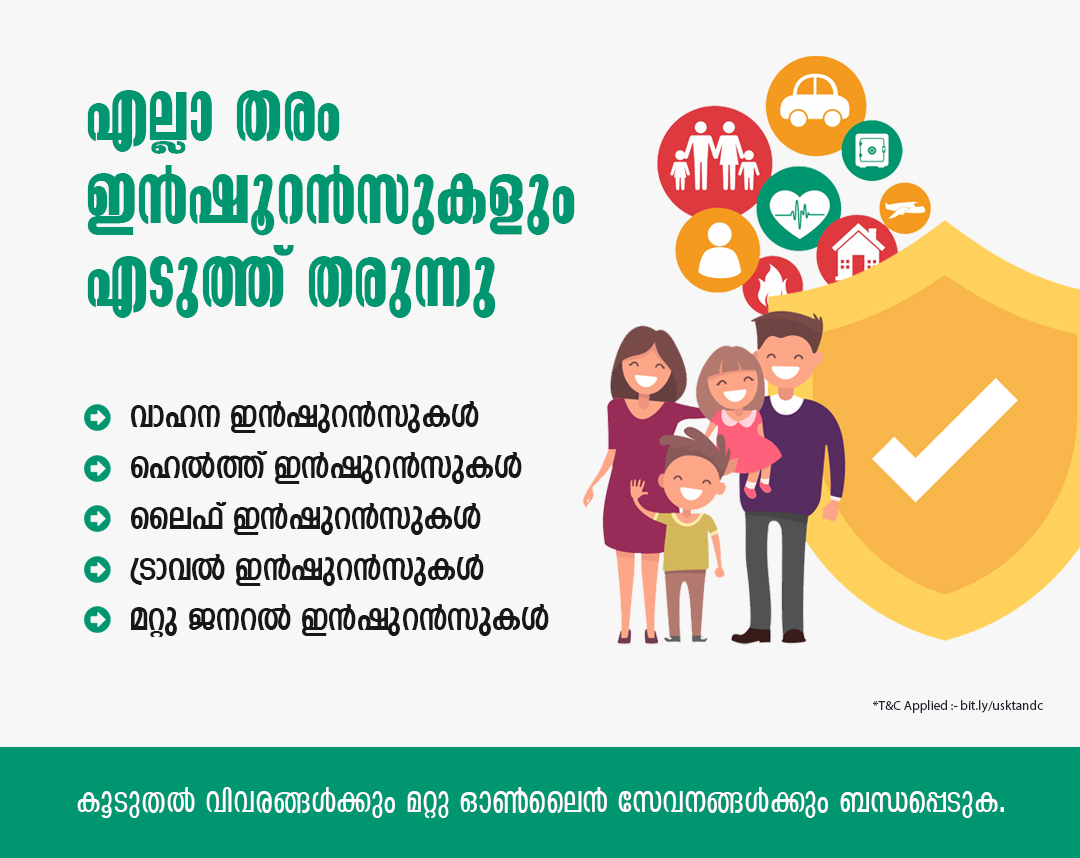 എല്ലാ തരം
ഇൻഷൂറൻസുകളും
എടുത്ത് തരുന്നു
വാഹന ഇൻഷുറൻസുകൾ
ഹെൽത്ത് ഇൻഷുറൻസുകൾ
ലൈഫ് ഇൻഷുറൻസുകൾ
ട്രാവൽ ഇൻഷുറൻസുകൾ
മറ്റു ജനറൽ ഇൻഷുറൻസുകൾ
*T&C Applied :- bit.ly/usktandc
കൂടുതൽ വിവരങ്ങൾക്കും മറ്റു ഓൺലൈൻ സേവനങ്ങൾക്കും ബന്ധപ്പെടുക.